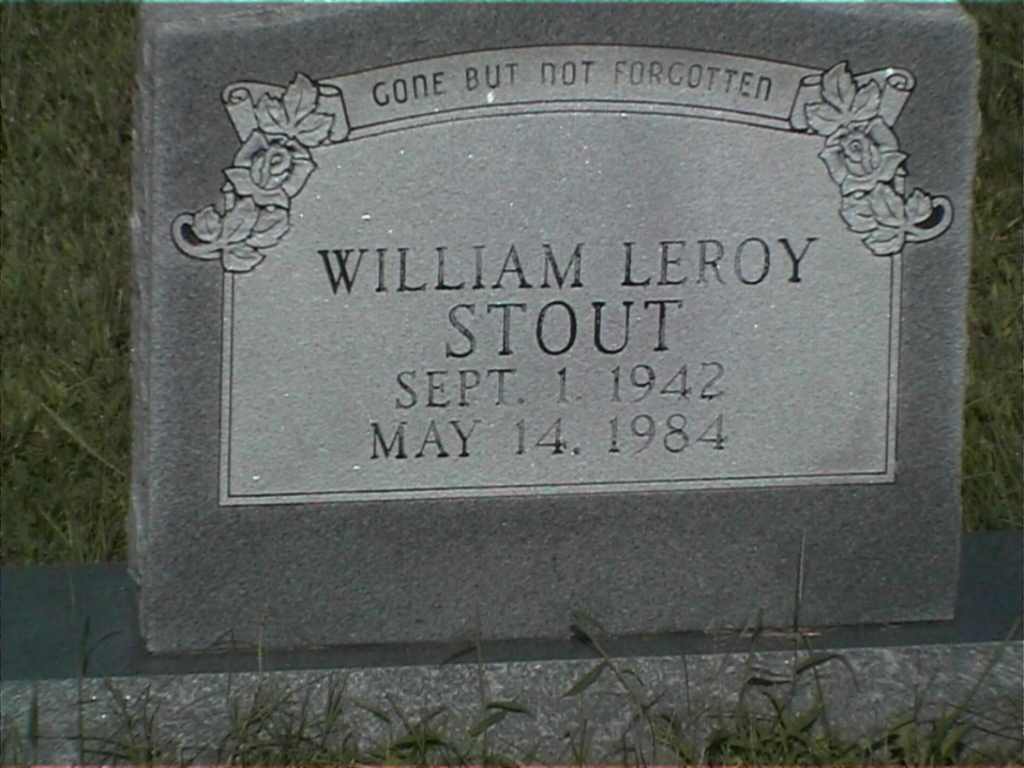 GONE BUT NOT FORGOTTEN
WILLIAM LEROY
STOUT
SEPT. 1. 1942
MAY 14. 1984